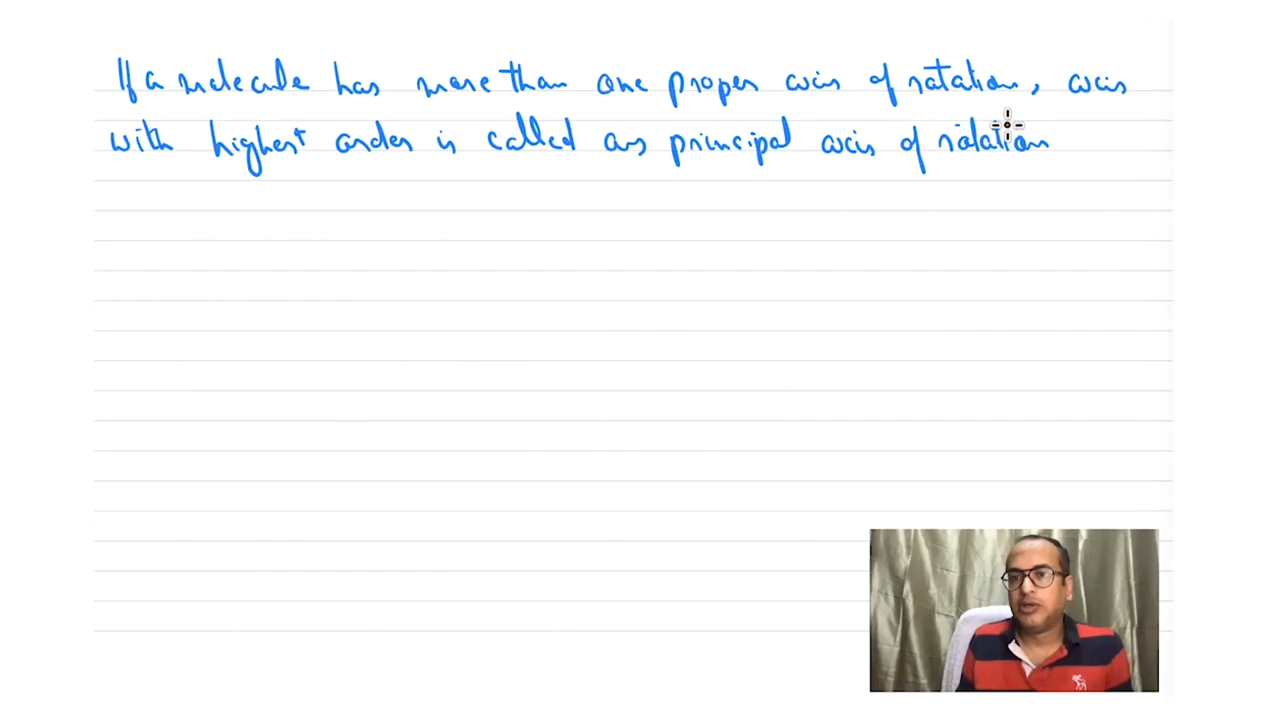 If a molecule has more than one proper axis of rotation, axis
with highest order is called as principal axis of rotation